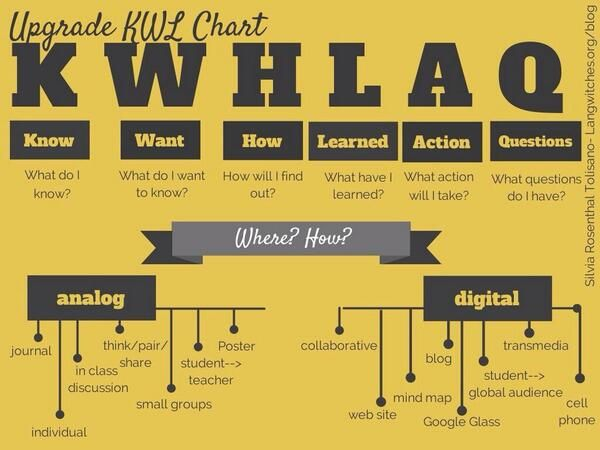 Upgrade KWL Chart
K W H L A Q
Know Want How Learned Action Questions
What do I What do I want How will I find What have I What action What questions
know? to know? out? learned? will I take? do I have?
Where? How?
analog digital
journal think/pair/ Poster collaborative blog transmedia
in class share student--> student-->
discussion teacher global audience
small groups mind map cell
web site Google Glass phone
individual
Silvia Rosenthal Tolisano- Langwitches.org/blog